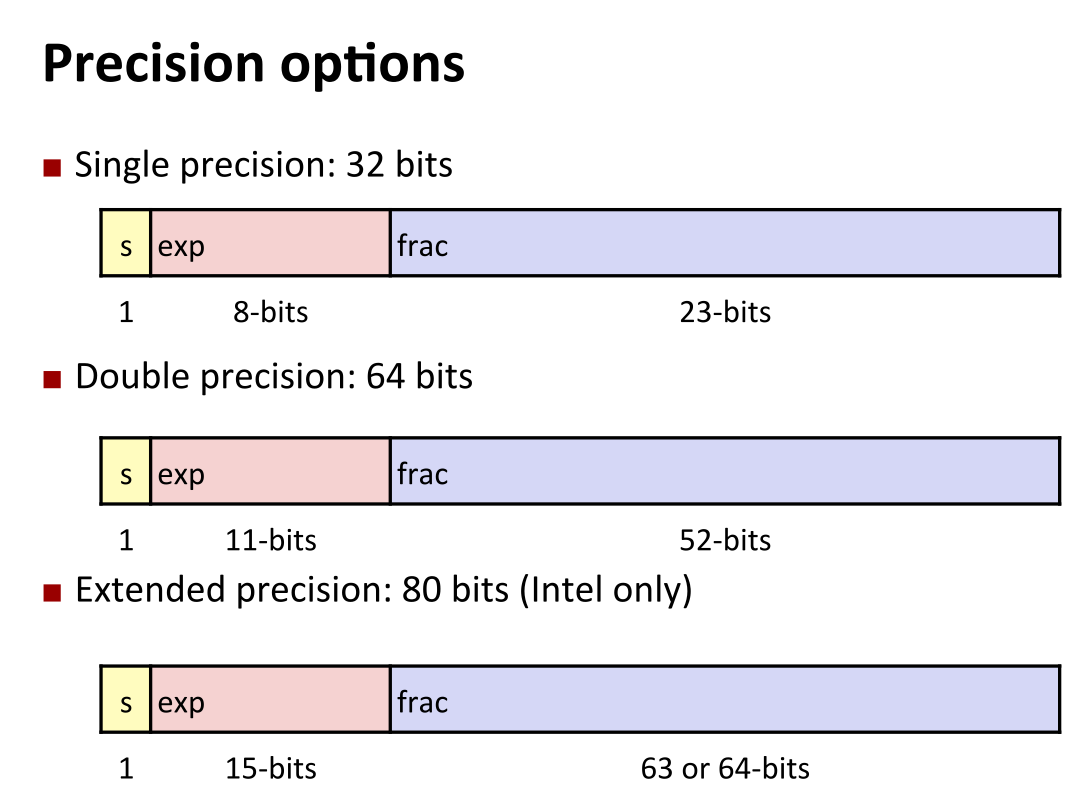 Precision options
Single precision: 32 bits
s exp frac
1 8-bits 23-bits
Double precision: 64 bits
s exp frac
1 11-bits 52-bits
Extended precision: 80 bits (Intel only)
s exp frac
1 15-bits 63 or 64-bits